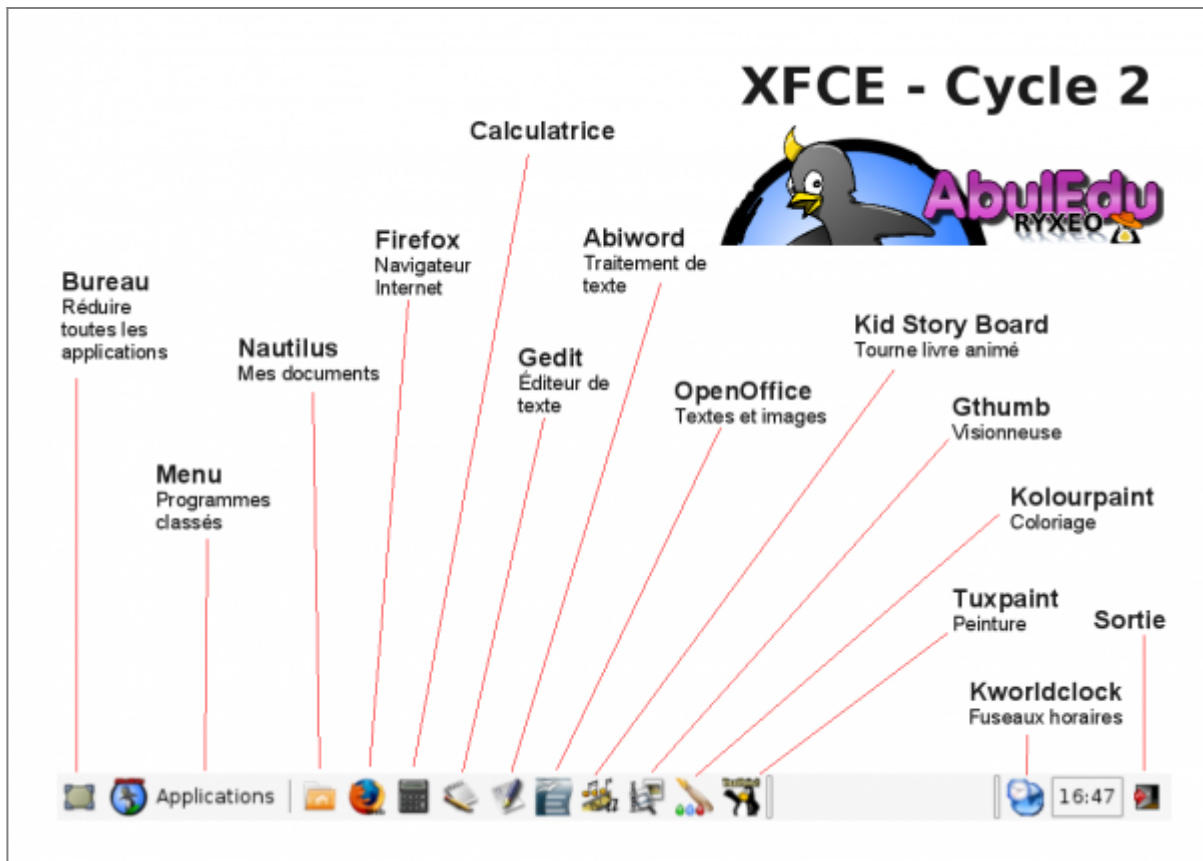 XFCE - Cycle 2
AbulEdu
RYXEO
Calculatrice
Firefox
Navigateur
Internet
Abiword
Traitement de
texte
Bureau
Réduire
toutes les
applications
Nautilus
Mes documents
Gedit
Éditeur de
texte
Kid Story Board
Tourne livre animé
OpenOffice
Textes et images
Gthumb
Visionneuse
Menu
Programmes
classés
Kolourpaint
Coloriage
Tuxpaint
Peinture
Sortie
Kworldclock
Fuseaux horaires
Applications
16:47